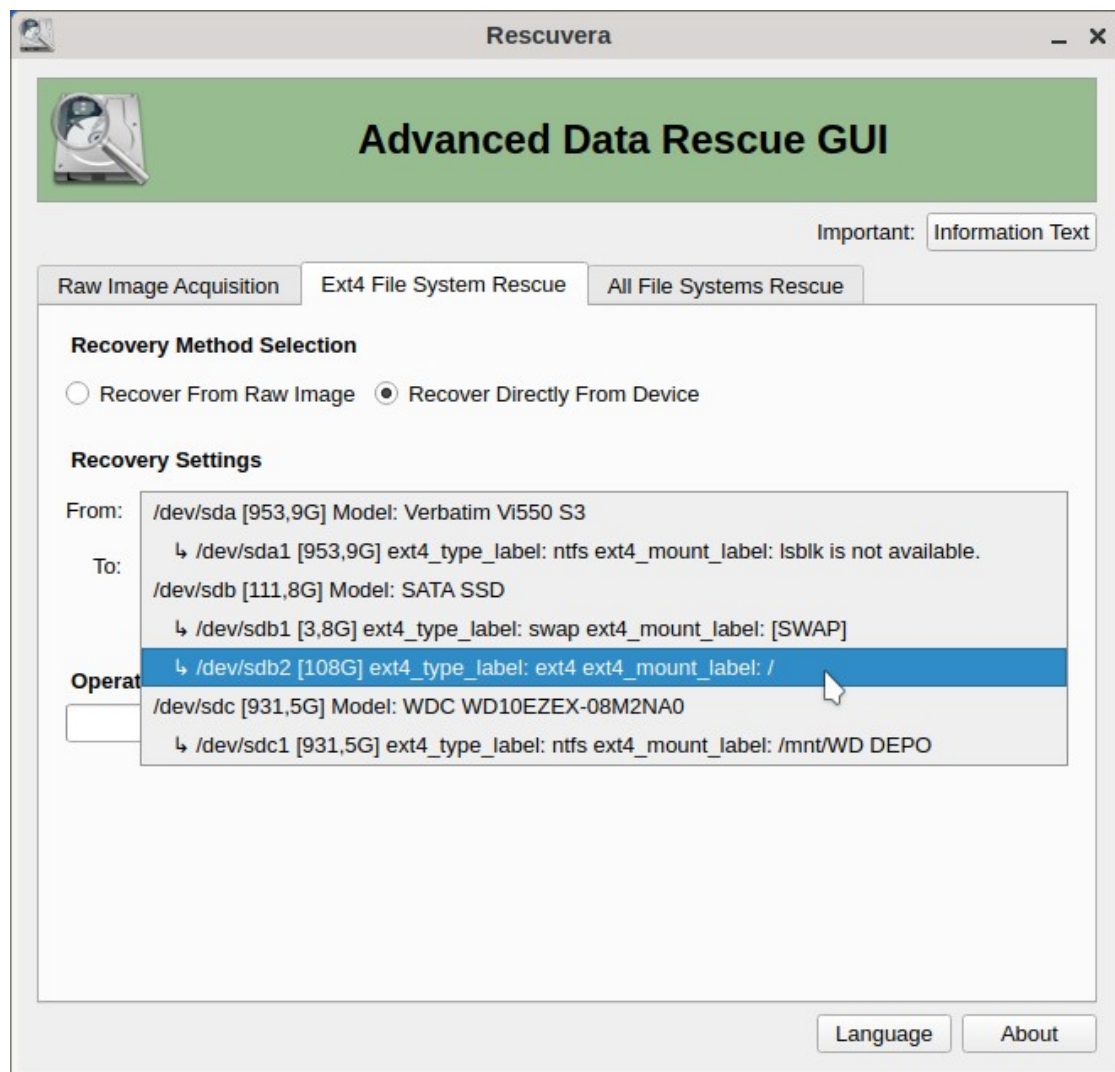 Rescuvera
Advanced Data Rescue GUI
Important: Information Text
Raw Image Acquisition Ext4 File System Rescue All File Systems Rescue
Recovery Method Selection
Recover From Raw Image Recover Directly From Device
Recovery Settings
From: /dev/sda [953,9G] Model: Verbatim Vi550 S3
↳ /dev/sda1 [953,9G] ext4_type_label: ntfs ext4_mount_label: lsblk is not available.
To:
/dev/sdb [111,8G] Model: SATA SSD
↳ /dev/sdb1 [3,8G] ext4_type_label: swap ext4_mount_label: [SWAP]
↳ /dev/sdb2 [108G] ext4_type_label: ext4 ext4_mount_label: /
Operat
/dev/sdc [931,5G] Model: WDC WD10EZEX-08M2NA0
↳ /dev/sdc1 [931,5G] ext4_type_label: ntfs ext4_mount_label: /mnt/WD DEPO
Language About